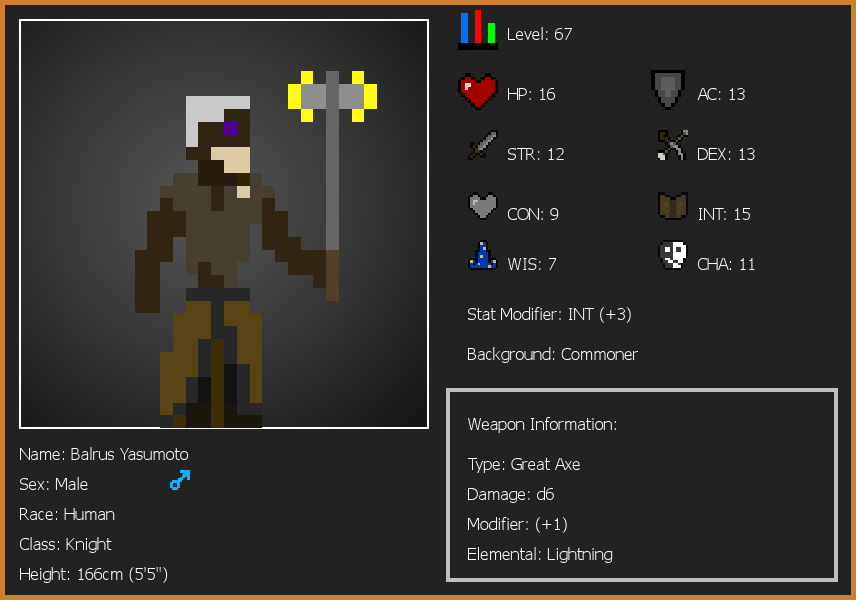 Level: 67
HP: 16
AC: 13
STR: 12
DEX: 13
CON: 9
INT: 15
WIS: 7
CHA: 11
Stat Modifier: INT (+3)
Background: Commoner
Weapon Information:
Type: Great Axe
Damage: d6
Modifier: (+1)
Elemental: Lightning
Name: Balrus Yasumoto
Sex: Male
Race: Human
Class: Knight
Height: 166cm (5'5")